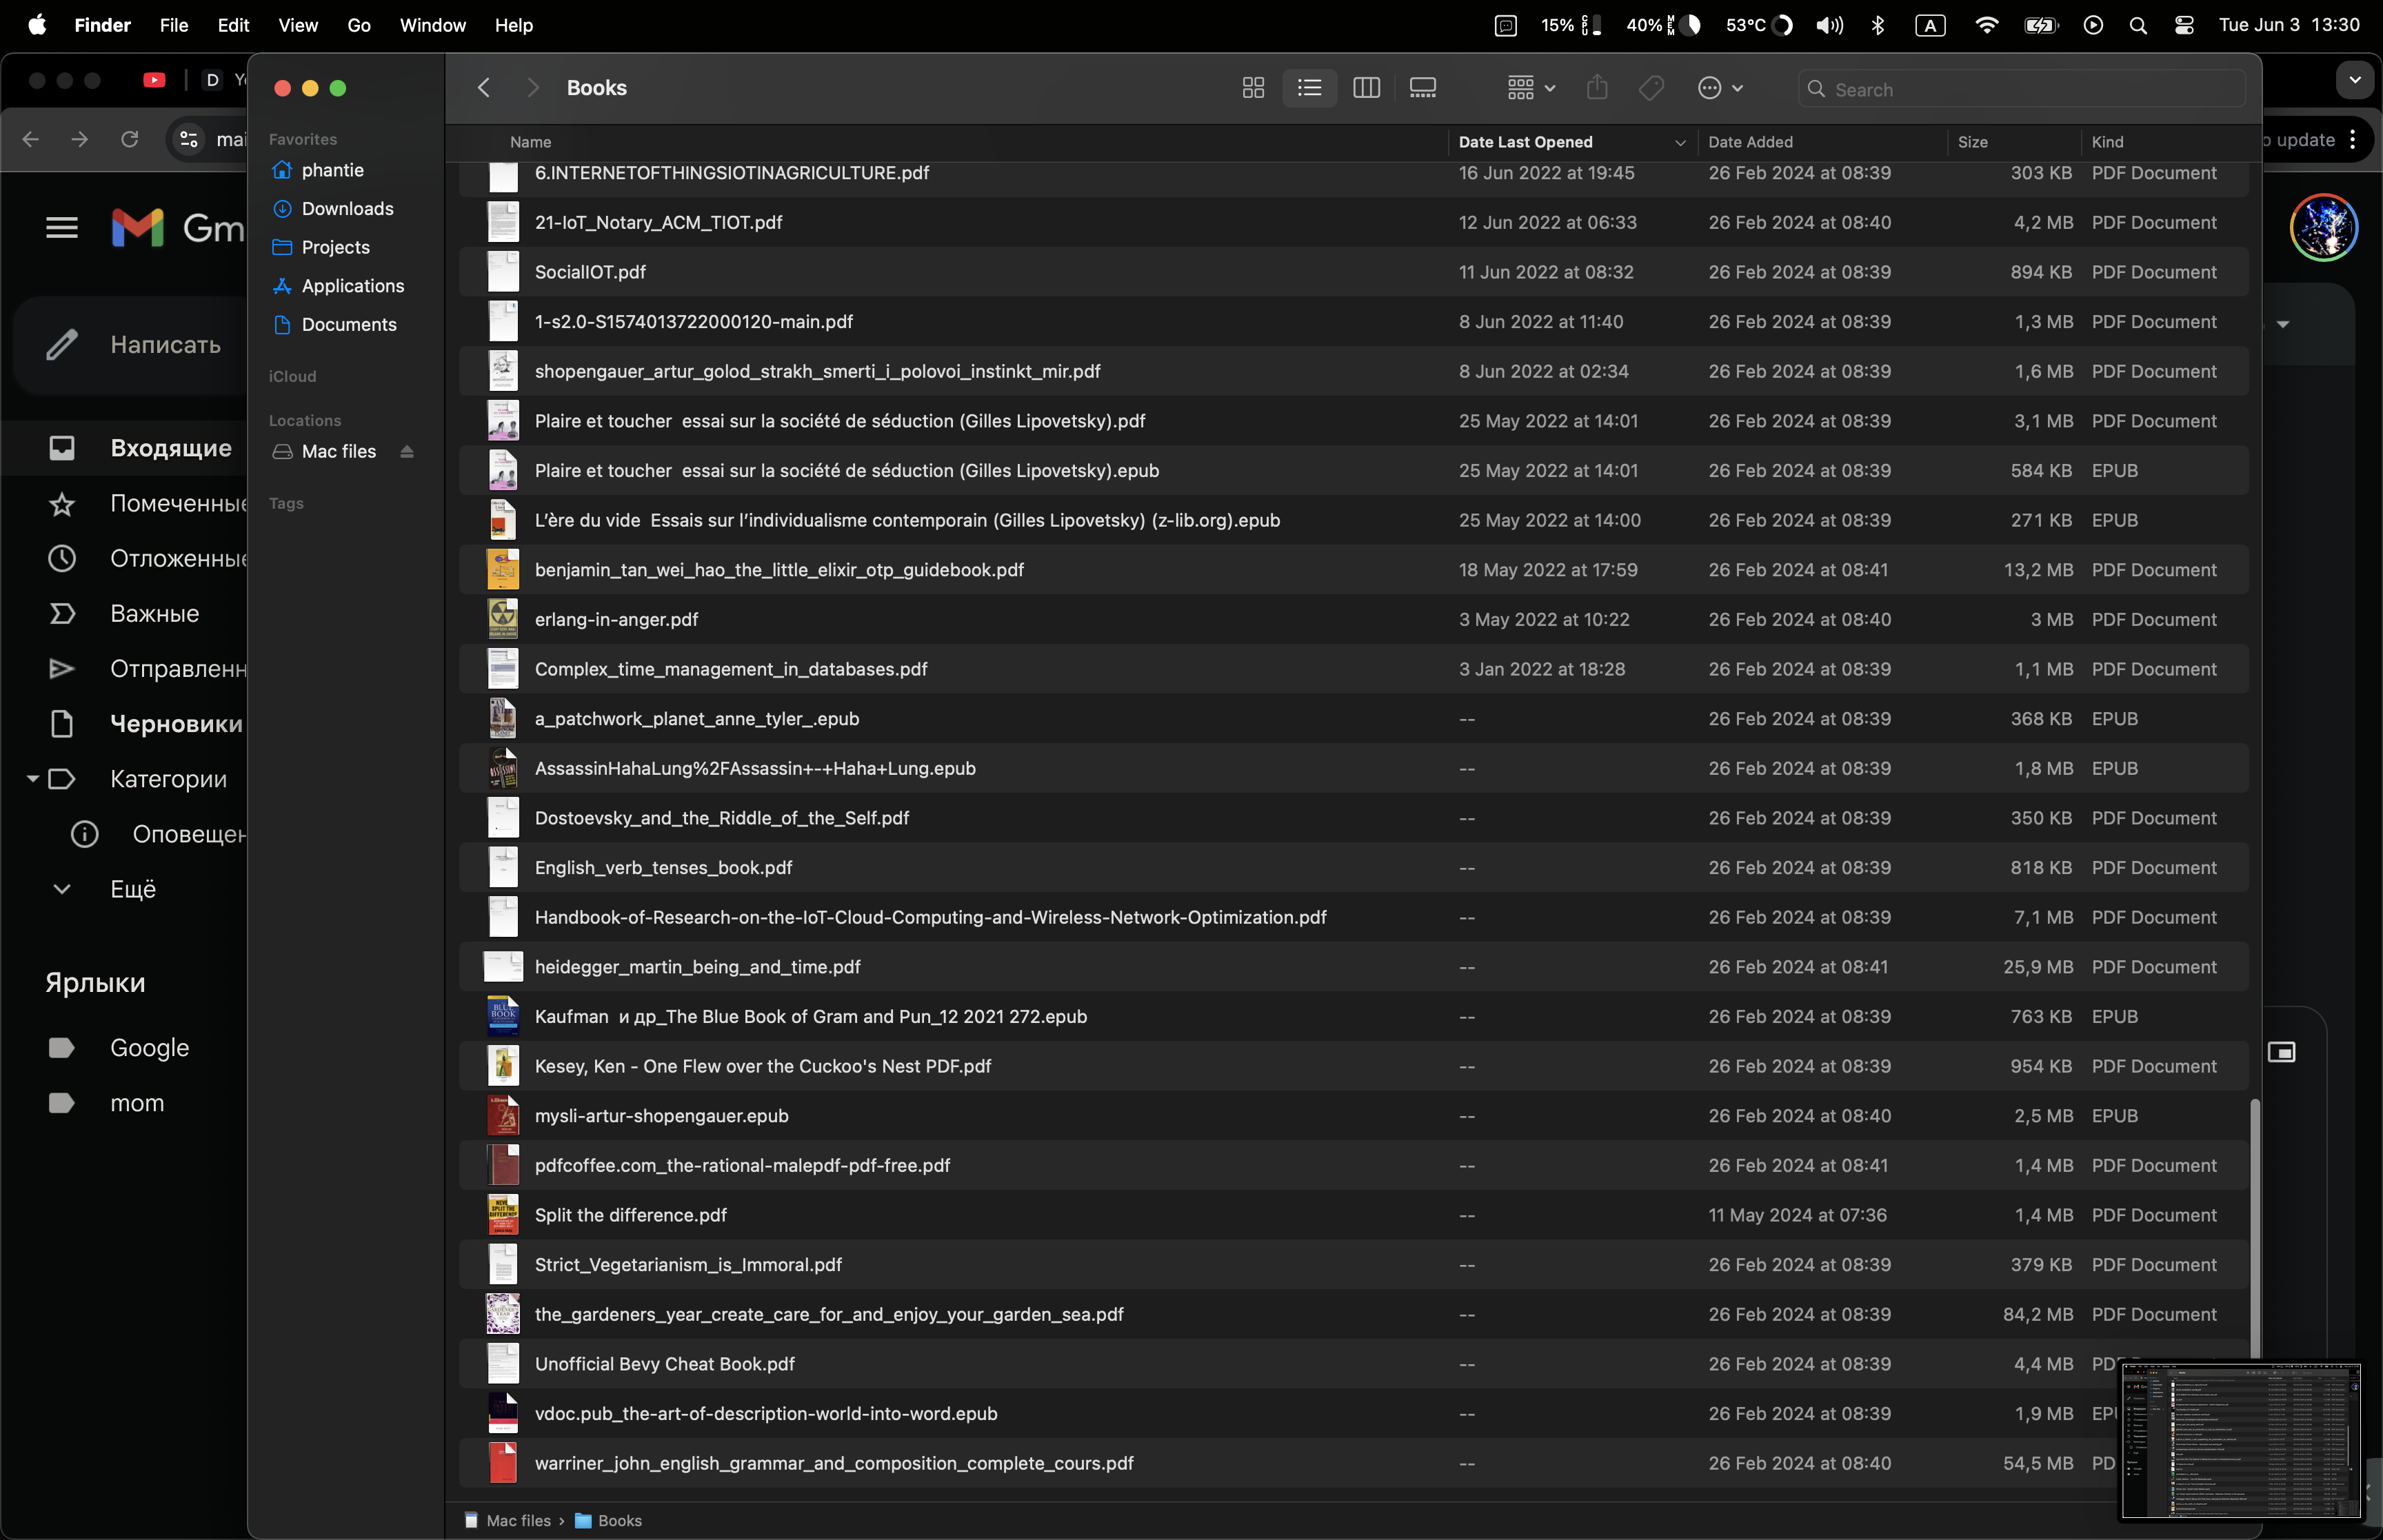 Finder File Edit View Go Window Help 15% CPU 40% MEM 53°C A Tue Jun 3 13:30
D
Books Search
mai
update
Gm
Написать
Входящие
Помеченные
Отложенные
Важные
Черновики
Категории
Ещё
Ярлыки
Google
mom
Favorites
phantie
Downloads
Projects
Applications
Documents
iCloud
Locations
Mac files
Tags
Name Date Last Opened Date Added Size Kind
6.INTERNETOFTHINGSIOTINAGRICULTURE.pdf 16 Jun 2022 at 19:45 26 Feb 2024 at 08:39 303 KB PDF Document
21-IoT_Notary_ACM_TIOT.pdf 12 Jun 2022 at 06:33 26 Feb 2024 at 08:40 4,2 MB PDF Document
SocialIOT.pdf 11 Jun 2022 at 08:32 26 Feb 2024 at 08:39 894 KB PDF Document
1-s2.0-S1574013722000120-main.pdf 8 Jun 2022 at 11:40 26 Feb 2024 at 08:39 1,3 MB PDF Document
shopengauer_artur_golod_strakh_smerti_i_polovoi_instinkt_mir.pdf 8 Jun 2022 at 02:34 26 Feb 2024 at 08:39 1,6 MB PDF Document
Plaire et toucher  essai sur la société de séduction (Gilles Lipovetsky).pdf 25 May 2022 at 14:01 26 Feb 2024 at 08:39 3,1 MB PDF Document
Plaire et toucher  essai sur la société de séduction (Gilles Lipovetsky).epub 25 May 2022 at 14:01 26 Feb 2024 at 08:39 584 KB EPUB
L’ère du vide  Essais sur l’individualisme contemporain (Gilles Lipovetsky) (z-lib.org).epub 25 May 2022 at 14:00 26 Feb 2024 at 08:39 271 KB EPUB
benjamin_tan_wei_hao_the_little_elixir_otp_guidebook.pdf 18 May 2022 at 17:59 26 Feb 2024 at 08:41 13,2 MB PDF Document
erlang-in-anger.pdf 3 May 2022 at 10:22 26 Feb 2024 at 08:40 3 MB PDF Document
Complex_time_management_in_databases.pdf 3 Jan 2022 at 18:28 26 Feb 2024 at 08:39 1,1 MB PDF Document
a_patchwork_planet_anne_tyler_.epub -- 26 Feb 2024 at 08:39 368 KB EPUB
AssassinHahaLung%2FAssassin+-+Haha+Lung.epub -- 26 Feb 2024 at 08:39 1,8 MB EPUB
Dostoevsky_and_the_Riddle_of_the_Self.pdf -- 26 Feb 2024 at 08:39 350 KB PDF Document
English_verb_tenses_book.pdf -- 26 Feb 2024 at 08:39 818 KB PDF Document
Handbook-of-Research-on-the-IoT-Cloud-Computing-and-Wireless-Network-Optimization.pdf -- 26 Feb 2024 at 08:39 7,1 MB PDF Document
heidegger_martin_being_and_time.pdf -- 26 Feb 2024 at 08:41 25,9 MB PDF Document
Kaufman  и др_The Blue Book of Gram and Pun_12 2021 272.epub -- 26 Feb 2024 at 08:39 763 KB EPUB
Kesey, Ken - One Flew over the Cuckoo's Nest PDF.pdf -- 26 Feb 2024 at 08:39 954 KB PDF Document
mysli-artur-shopengauer.epub -- 26 Feb 2024 at 08:40 2,5 MB EPUB
pdfcoffee.com_the-rational-malepdf-pdf-free.pdf -- 26 Feb 2024 at 08:41 1,4 MB PDF Document
Split the difference.pdf -- 11 May 2024 at 07:36 1,4 MB PDF Document
Strict_Vegetarianism_is_Immoral.pdf -- 26 Feb 2024 at 08:39 379 KB PDF Document
the_gardeners_year_create_care_for_and_enjoy_your_garden_sea.pdf -- 26 Feb 2024 at 08:39 84,2 MB PDF Document
Unofficial Bevy Cheat Book.pdf -- 26 Feb 2024 at 08:39 4,4 MB
vdoc.pub_the-art-of-description-world-into-word.epub -- 26 Feb 2024 at 08:39 1,9 MB
warriner_john_english_grammar_and_composition_complete_cours.pdf -- 26 Feb 2024 at 08:40 54,5 MB PD
Mac files › Books